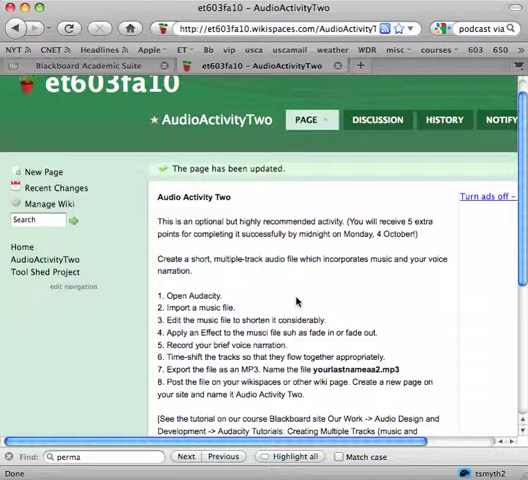 et603fa10 - AudioActivityTwo
http://et603fa10.wikispaces.com/AudioActivityT
podcast via
NYT CNET Headlines Apple ET Bb vip usca uscamail weather WDR misc courses 603 650
Blackboard Academic Suite
et603fa10 - AudioActivityTwo
et603fa10
AudioActivityTwo
PAGE
DISCUSSION
HISTORY
NOTIFY
The page has been updated.
New Page
Recent Changes
Manage Wiki
Search
Home
AudioActivityTwo
Tool Shed Project
edit navigation
Audio Activity Two
This is an optional but highly recommended activity. (You will receive 5 extra
points for completing it successfully by midnight on Monday, 4 October!)
Create a short, multiple-track audio file which incorporates music and your voice
narration.
1. Open Audacity.
2. Import a music file.
3. Edit the music file to shorten it considerably.
4. Apply an Effect to the musci file suh as fade in or fade out.
5. Record your brief voice narration.
6. Time-shift the tracks so that they flow together appropriately.
7. Export the file as an MP3. Name the file yourlastnameaa2.mp3
8. Post the file on your wikispaces or other wiki page. Create a new page on
your site and name it Audio Activity Two.
[See the tutorial on our course Blackboard site Our Work -> Audio Design and
Development -> Audacity Tutorials: Creating Multiple Tracks (music and
Turn ads off -
Find: perma
Next
Previous
Highlight all
Match case
Done
tsmyth2